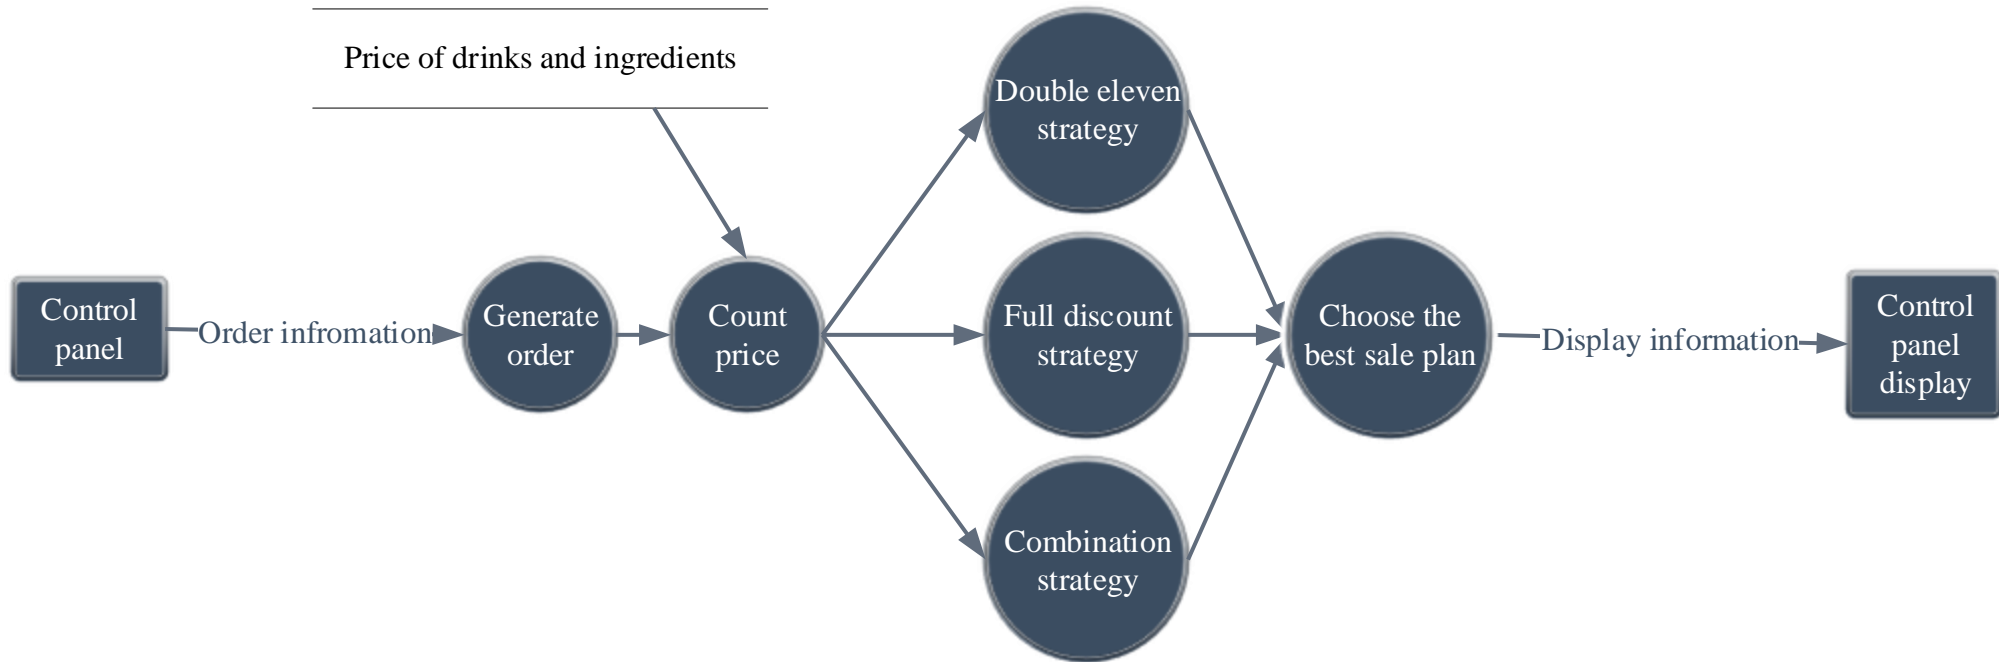 Price of drinks and ingredients
Control
panel
Order infromation
Generate
order
Count
price
Double eleven
strategy
Full discount
strategy
Combination
strategy
Choose the
best sale plan
Display information
Control
panel
display